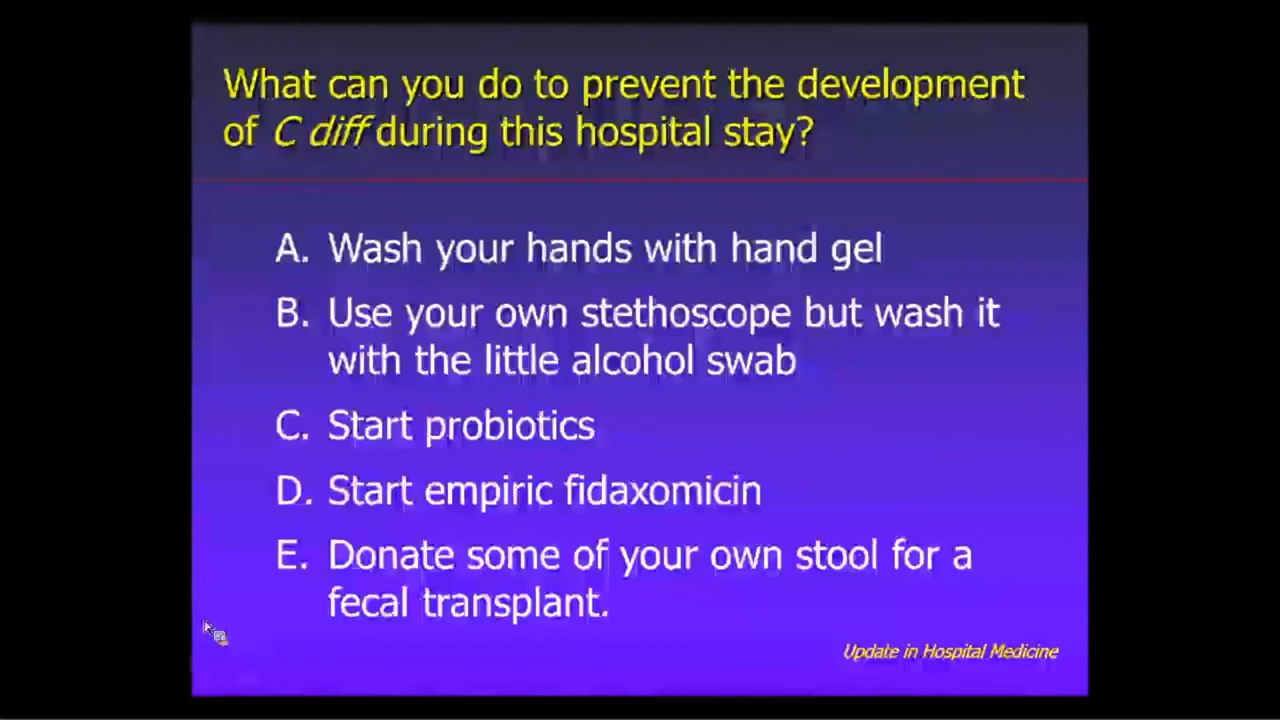 What can you do to prevent the development
of C diff during this hospital stay?
A. Wash your hands with hand gel
B. Use your own stethoscope but wash it
with the little alcohol swab
C. Start probiotics
D. Start empiric fidaxomicin
E. Donate some of your own stool for a
fecal transplant.
Update in Hospital Medicine